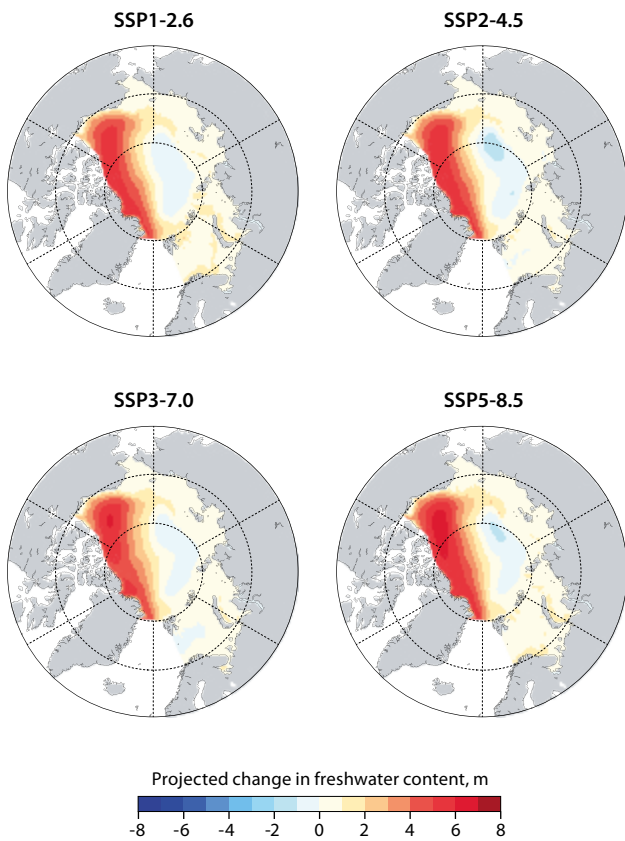 SSP1-2.6
SSP2-4.5
SSP3-7.0
SSP5-8.5
Projected change in freshwater content, m
-8 -6 -4 -2 0 2 4 6 8